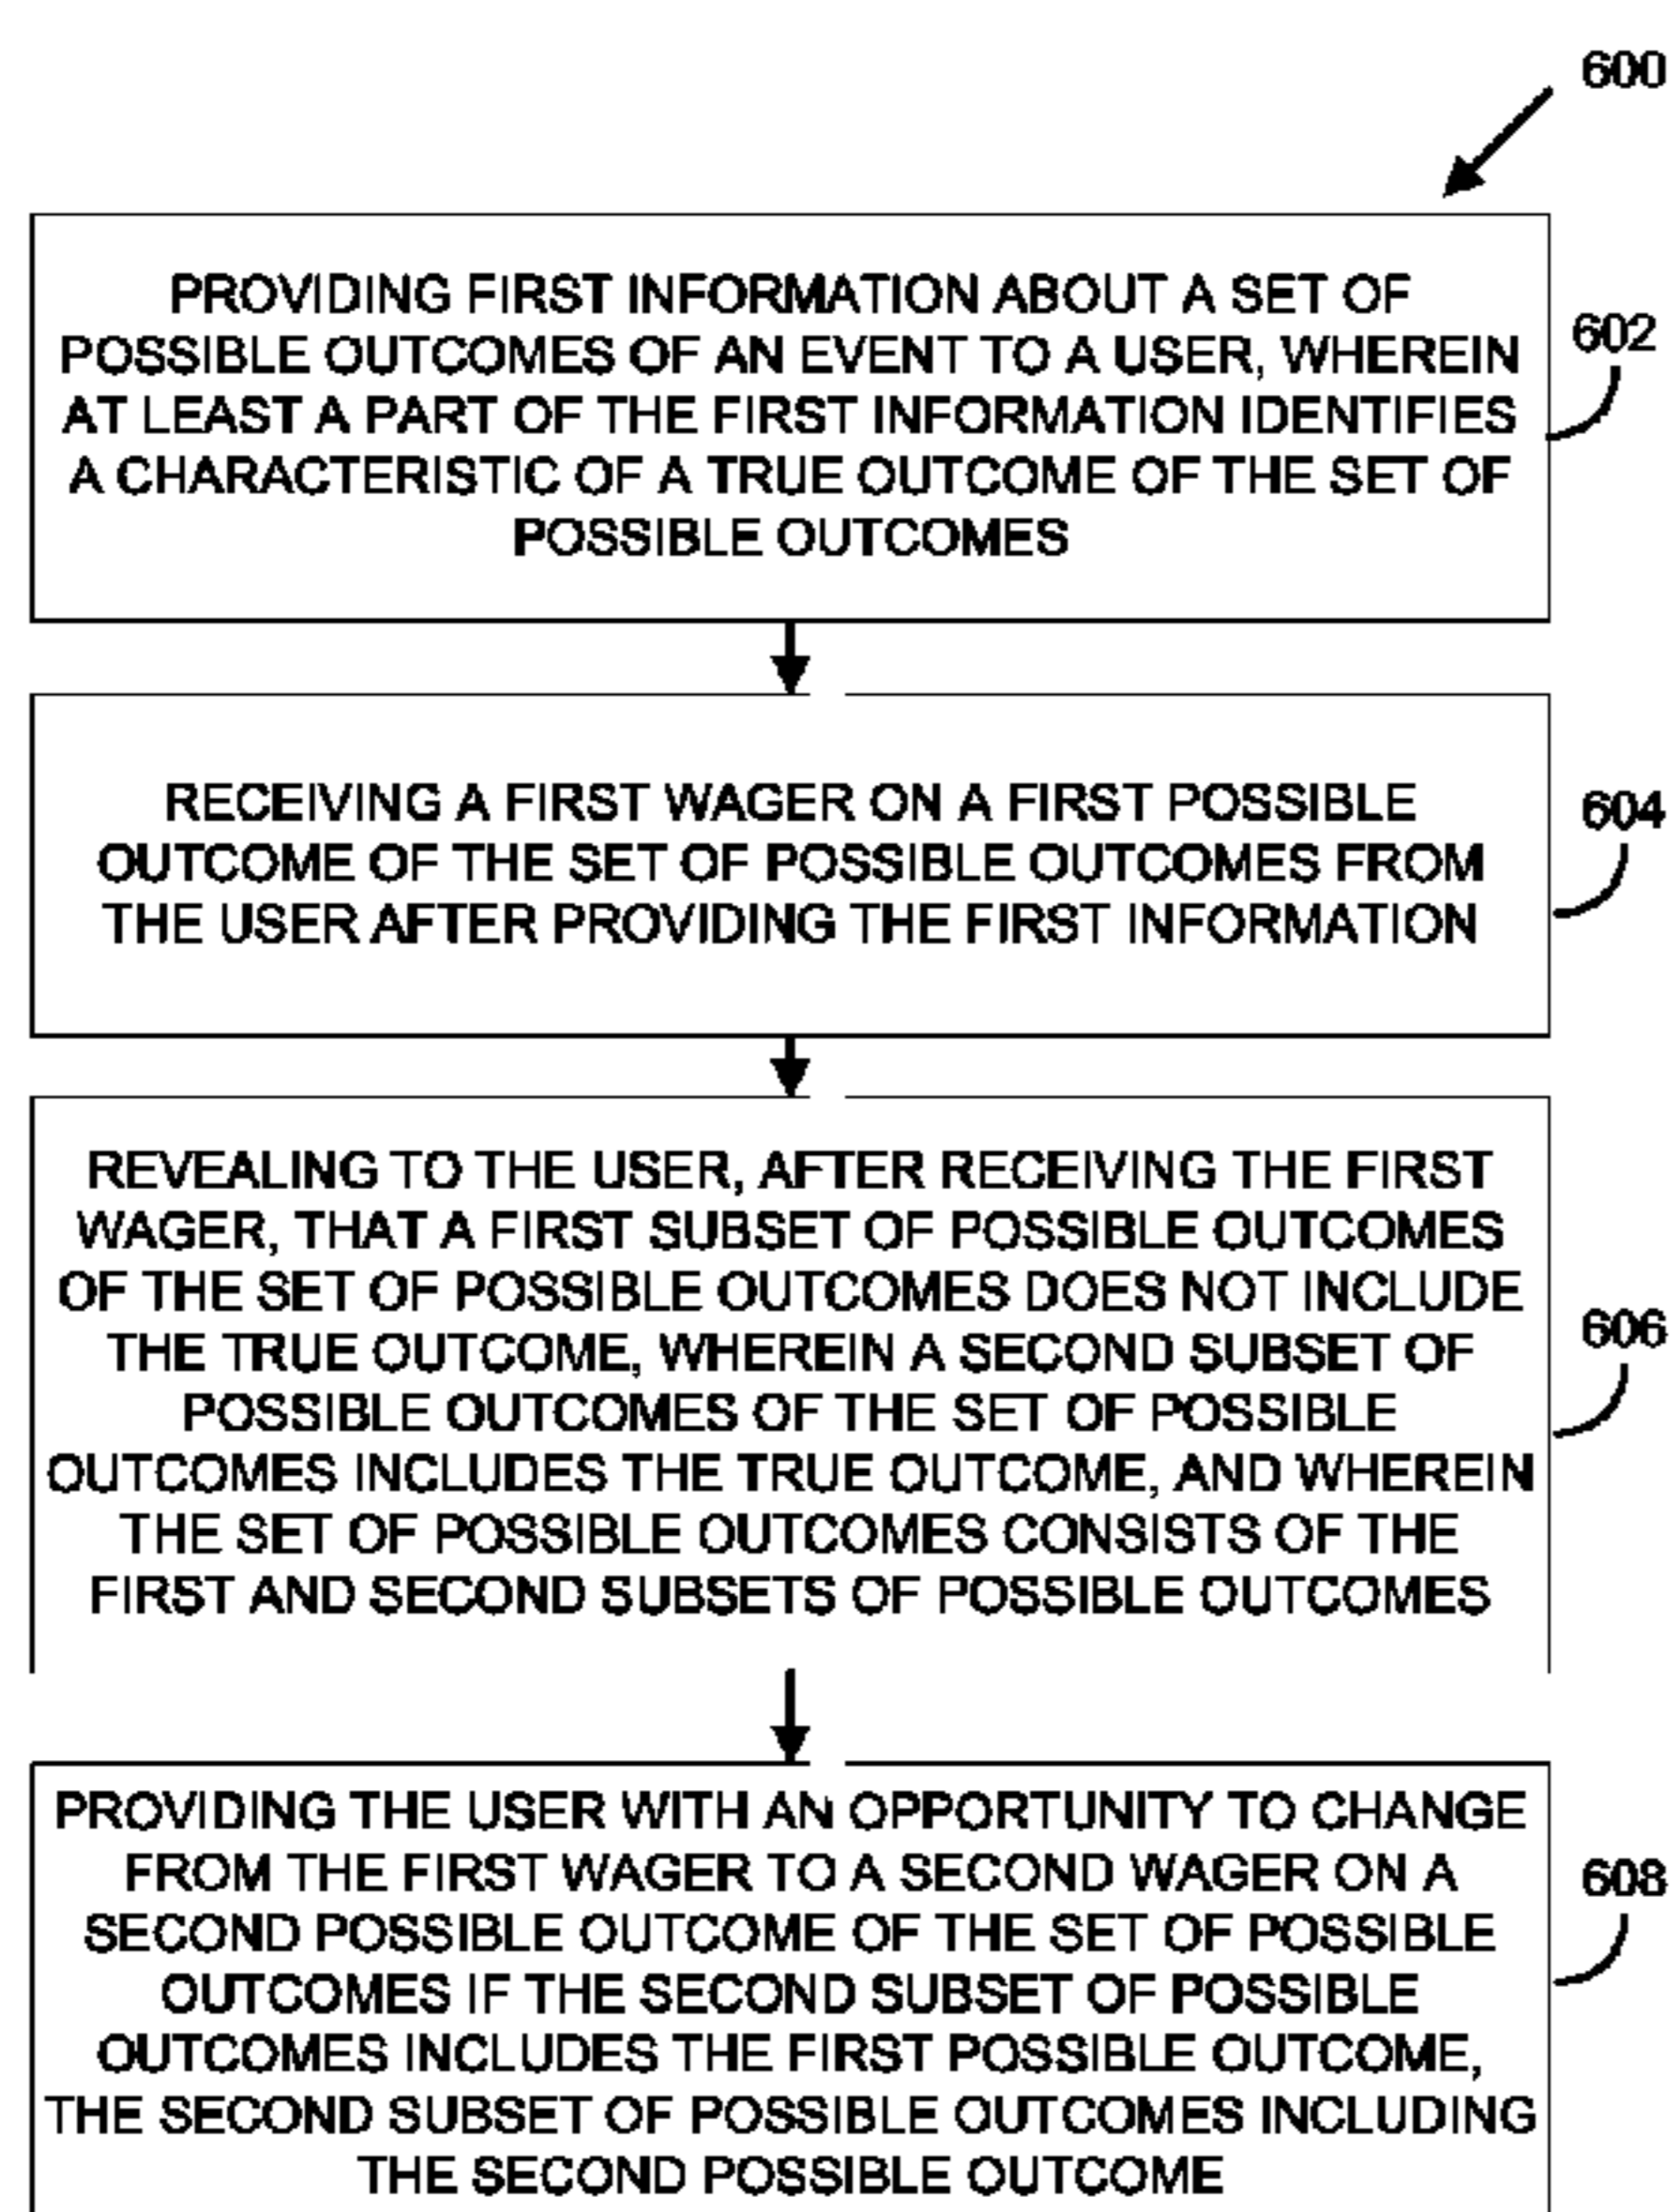 600
PROVIDING FIRST INFORMATION ABOUT A SET OF
POSSIBLE OUTCOMES OF AN EVENT TO A USER, WHEREIN
AT LEAST A PART OF THE FIRST INFORMATION IDENTIFIES
A CHARACTERISTIC OF A TRUE OUTCOME OF THE SET OF
POSSIBLE OUTCOMES
602
RECEIVING A FIRST WAGER ON A FIRST POSSIBLE
OUTCOME OF THE SET OF POSSIBLE OUTCOMES FROM
THE USER AFTER PROVIDING THE FIRST INFORMATION
604
REVEALING TO THE USER, AFTER RECEIVING THE FIRST
WAGER, THAT A FIRST SUBSET OF POSSIBLE OUTCOMES
OF THE SET OF POSSIBLE OUTCOMES DOES NOT INCLUDE
THE TRUE OUTCOME, WHEREIN A SECOND SUBSET OF
POSSIBLE OUTCOMES OF THE SET OF POSSIBLE
OUTCOMES INCLUDES THE TRUE OUTCOME, AND WHEREIN
THE SET OF POSSIBLE OUTCOMES CONSISTS OF THE
FIRST AND SECOND SUBSETS OF POSSIBLE OUTCOMES
606
PROVIDING THE USER WITH AN OPPORTUNITY TO CHANGE
FROM THE FIRST WAGER TO A SECOND WAGER ON A
SECOND POSSIBLE OUTCOME OF THE SET OF POSSIBLE
OUTCOMES IF THE SECOND SUBSET OF POSSIBLE
OUTCOMES INCLUDES THE FIRST POSSIBLE OUTCOME,
THE SECOND SUBSET OF POSSIBLE OUTCOMES INCLUDING
THE SECOND POSSIBLE OUTCOME
608